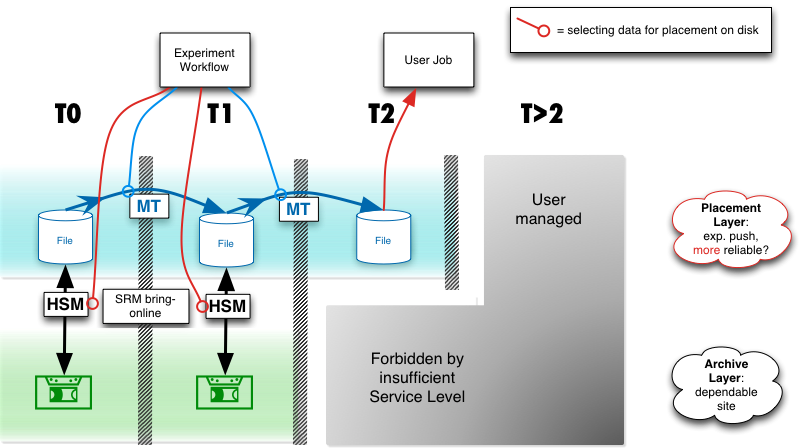 = selecting data for placement on disk
Experiment
Workflow
User Job
T0
T1
T2
T>2
MT
MT
File
File
File
User
managed
Placement
Layer:
exp. push,
more reliable?
HSM
SRM bring-
online
HSM
Forbidden by
insufficient
Service Level
Archive
Layer:
dependable
site